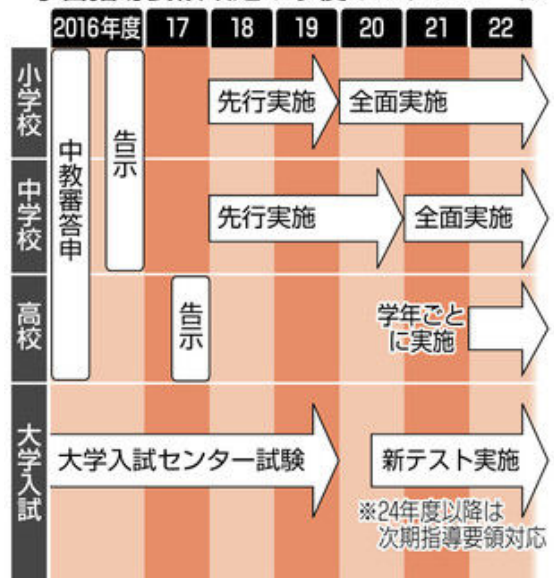 2016年度 17 18 19 20 21 22
小学校
先行実施 全面実施
中教審答申
告示
中学校
先行実施 全面実施
高校
告示
学年ごと
に実施
大学入試
大学入試センター試験 新テスト実施
※24年度以降は
次期指導要領対応